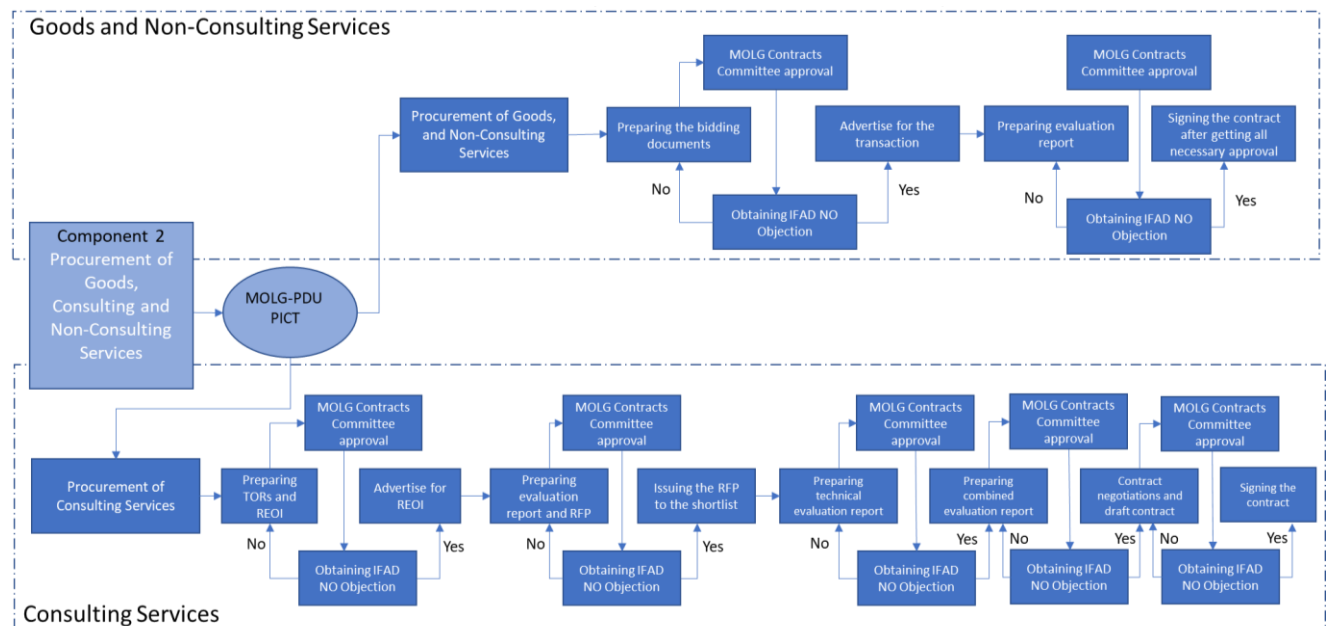 Goods and Non-Consulting Services
MOLG Contracts
Committee approval
MOLG Contracts
Committee approval
Procurement of Goods,
and Non-Consulting
Services
Preparing the bidding
documents
Advertise for the
transaction
Preparing evaluation
report
Signing the contract
after getting all
necessary approval
No
Yes
No
Yes
Obtaining IFAD NO
Objection
Obtaining IFAD NO
Objection
Component 2
Procurement of
Goods,
Consulting and
Non-Consulting
Services
MOLG-PDU
PICT
MOLG Contracts
Committee
approval
MOLG Contracts
Committee
approval
MOLG Contracts
Committee
approval
MOLG Contracts
Committee
approval
MOLG Contracts
Committee
approval
Procurement of
Consulting Services
Preparing
TORs and
REOI
Advertise for
REOI
Preparing
evaluation
report and RFP
Issuing the RFP
to the shortlist
Preparing
technical
evaluation report
Preparing
combined
evaluation report
Contract
negotiations and
draft contract
Signing the
contract
No
Yes
No
Yes
No
Yes
No
Yes
No
Yes
Obtaining IFAD
NO Objection
Obtaining IFAD
NO Objection
Obtaining IFAD
NO Objection
Obtaining IFAD
NO Objection
Obtaining IFAD
NO Objection
Consulting Services